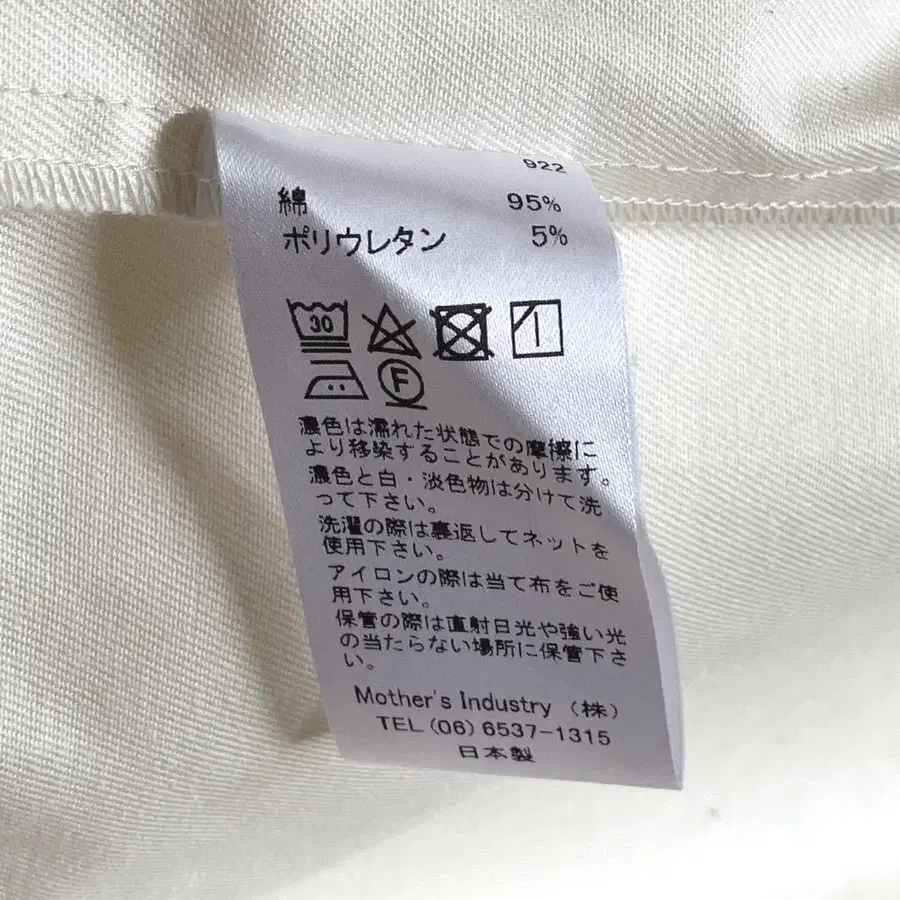 922
綿 95%
ポリウレタン 5%
30
F
濃色は濡れた状態での摩擦に
より移染することがあります。
濃色と白・淡色物は分けて洗
って下さい。
洗濯の際は裏返してネットを
使用下さい。
アイロンの際は当て布をご使
用下さい。
保管の際は直射日光や強い光
の当たらない場所に保管下さ
い。
Mother's Industry （株）
TEL (06) 6537-1315
日本製